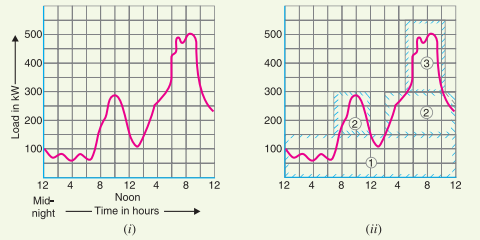 500
400
300
200
100
Load in kW
12 4 8 12 4 8 12
Mid-
night
Noon
Time in hours
(i)
500
400
300
200
100
3
2
2
1
12 4 8 12 4 8 12
(ii)